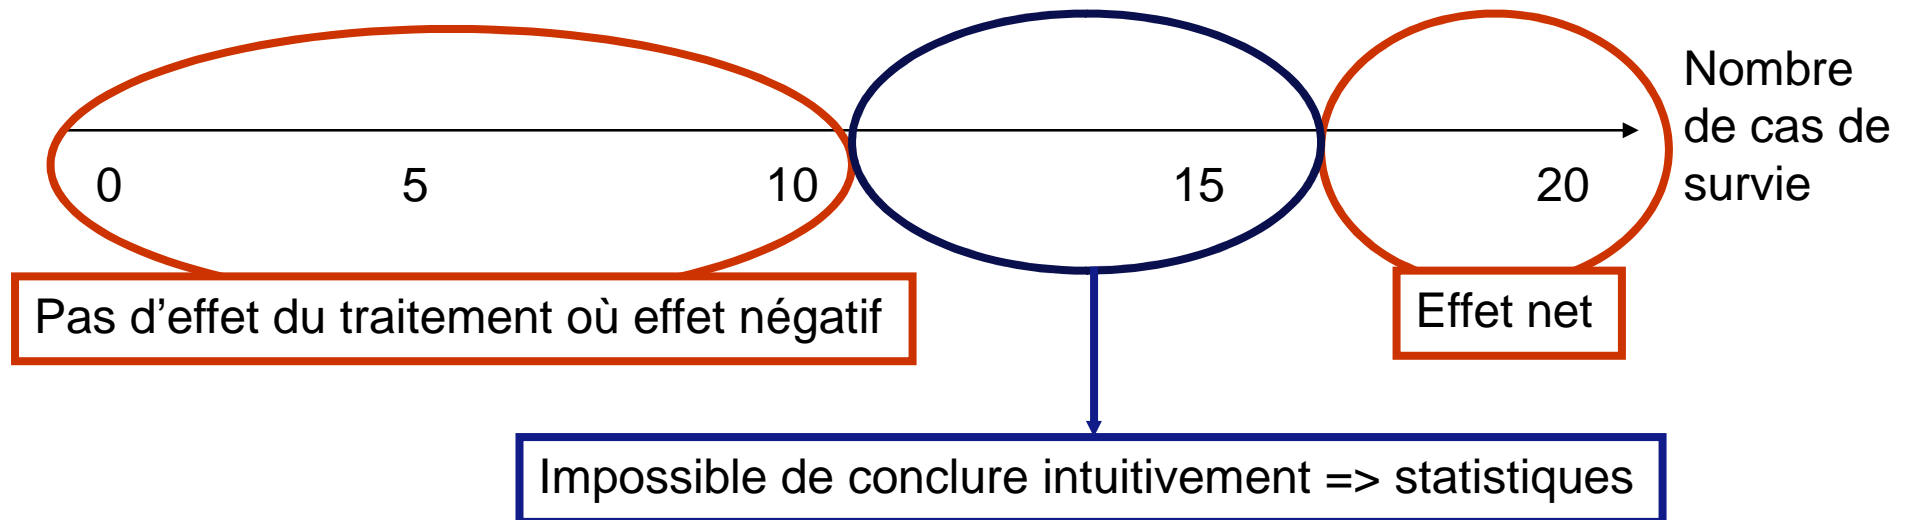 Nombre
de cas de
survie
0 5 10 15 20
Pas d'effet du traitement où effet négatif
Effet net
Impossible de conclure intuitivement => statistiques